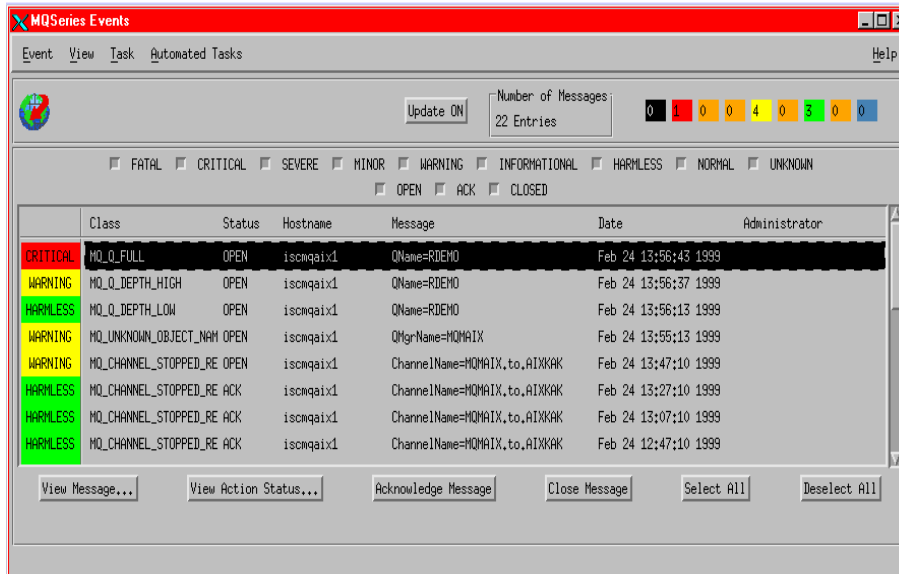 MQSeries Events
Event View Task Automated Tasks Help
Update ON
Number of Messages
22 Entries
0 1 0 0 4 0 3 0 0
FATAL CRITICAL SEVERE MINOR WARNING INFORMATIONAL HARMLESS NORMAL UNKNOWN
OPEN ACK CLOSED
Class Status Hostname Message Date Administrator
CRITICAL MQ_Q_FULL OPEN iscmqaix1 QName=RDEMO Feb 24 13:56:43 1999
WARNING MQ_Q_DEPTH_HIGH OPEN iscmqaix1 QName=RDEMO Feb 24 13:56:37 1999
HARMLESS MQ_Q_DEPTH_LOW OPEN iscmqaix1 QName=RDEMO Feb 24 13:56:13 1999
WARNING MQ_UNKNOWN_OBJECT_NAM OPEN iscmqaix1 QMgrName=MQMAIX Feb 24 13:55:13 1999
WARNING MQ_CHANNEL_STOPPED_RE OPEN iscmqaix1 ChannelName=MQMAIX.to.AIXKAK Feb 24 13:47:10 1999
HARMLESS MQ_CHANNEL_STOPPED_RE ACK iscmqaix1 ChannelName=MQMAIX.to.AIXKAK Feb 24 13:27:10 1999
HARMLESS MQ_CHANNEL_STOPPED_RE ACK iscmqaix1 ChannelName=MQMAIX.to.AIXKAK Feb 24 13:07:10 1999
HARMLESS MQ_CHANNEL_STOPPED_RE ACK iscmqaix1 ChannelName=MQMAIX.to.AIXKAK Feb 24 12:47:10 1999
View Message... View Action Status... Acknowledge Message Close Message Select All Deselect All